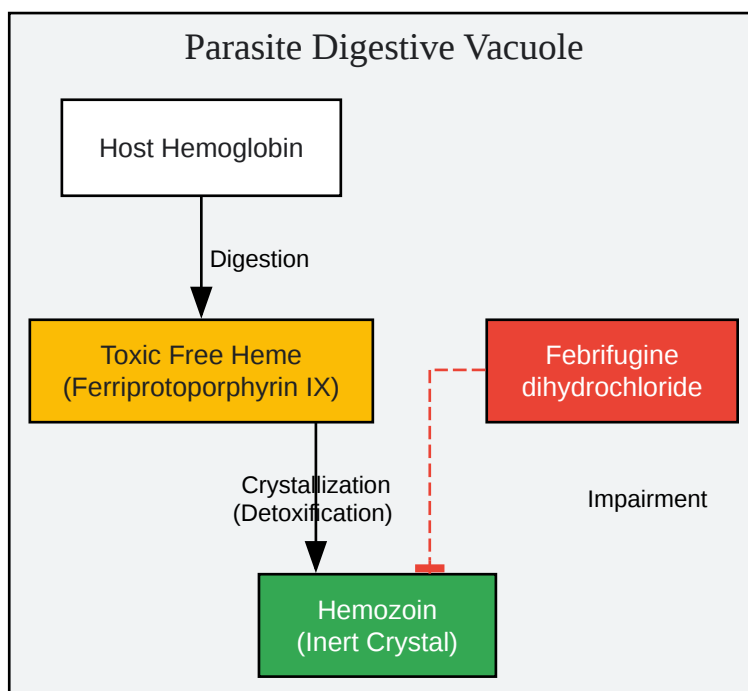 Parasite Digestive Vacuole
Host Hemoglobin
Digestion
Toxic Free Heme
(Ferriprotoporphyrin IX)
Febrifugine
dihydrochloride
Crystallization
(Detoxification)
Impairment
Hemozoin
(Inert Crystal)